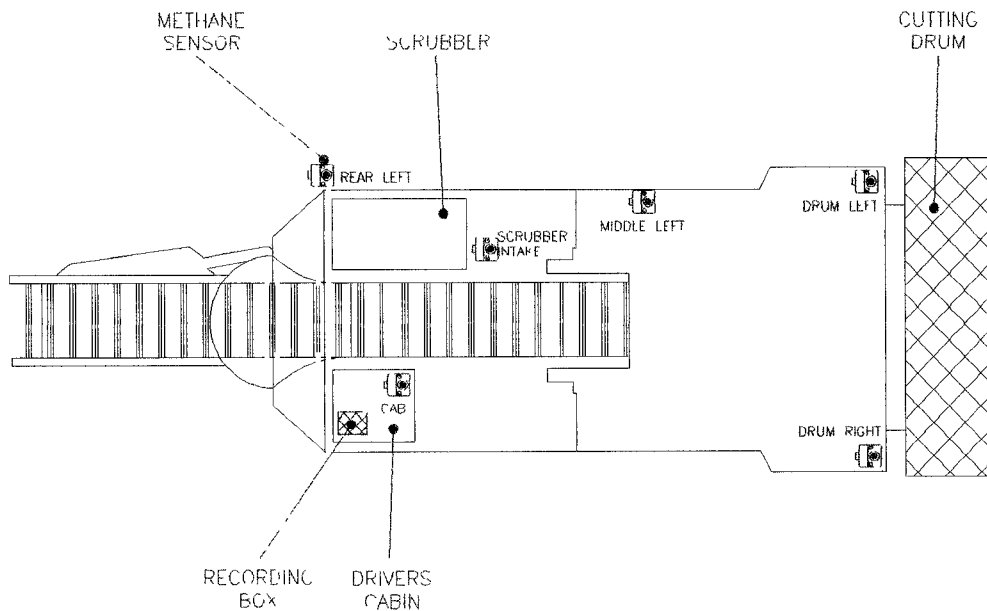 METHANE
SENSOR
SCRUBBER
CUTTING
DRUM
REAR LEFT
DRUM LEFT
MIDDLE LEFT
SCRUBBER
INTAKE
CAB
DRUM RIGHT
RECORDING
BOX
DRIVERS
CABIN